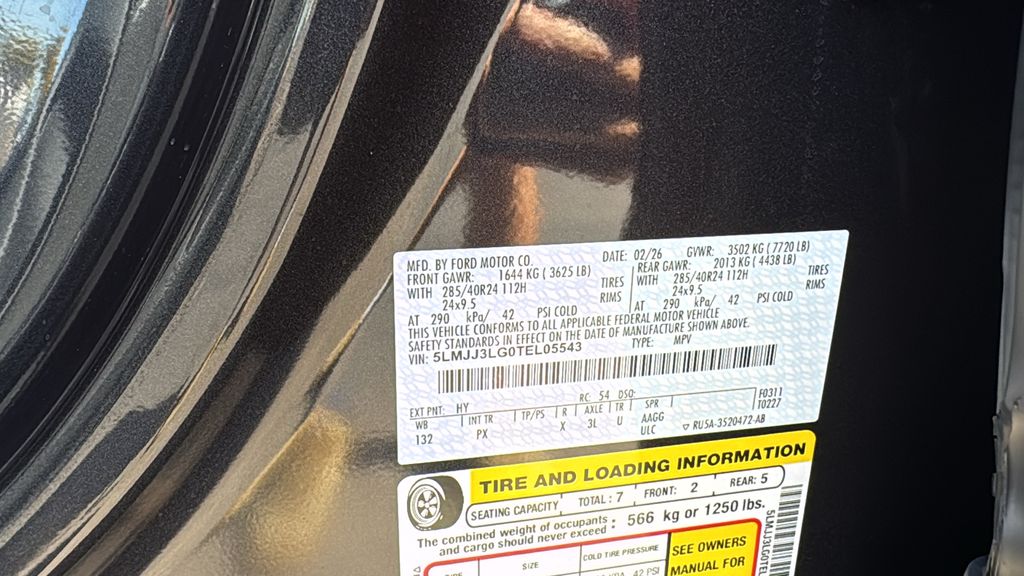 MFD. BY FORD MOTOR CO. DATE: 02/26 GVWR: 3502 KG ( 7720 LB)
FRONT GAWR: 1644 KG ( 3625 LB) REAR GAWR: 2013 KG ( 4438 LB)
WITH 285/40R24 112H TIRES WITH 285/40R24 112H TIRES
24x9.5 RIMS 24x9.5 RIMS
AT 290 kPa/ 42 PSI COLD AT 290 kPa/ 42 PSI COLD
THIS VEHICLE CONFORMS TO ALL APPLICABLE FEDERAL MOTOR VEHICLE
SAFETY STANDARDS IN EFFECT ON THE DATE OF MANUFACTURE SHOWN ABOVE.
VIN: 5LMJJ3LG0TEL05543 TYPE: MPV
EXT PNT: HY RC: 54 DSO: F0311
WB INT TR TP/PS R AXLE TR SPR T0227
132 PX X 3L U AAGG
ULC RU5A-3520472-AB
TIRE AND LOADING INFORMATION
SEATING CAPACITY TOTAL : 7 FRONT: 2 REAR: 5
The combined weight of occupants
and cargo should never exceed : 566 kg or 1250 lbs.
SIZE COLD TIRE PRESSURE SEE OWNERS
42 PSI MANUAL FOR
5LMJJ3LG0TEL